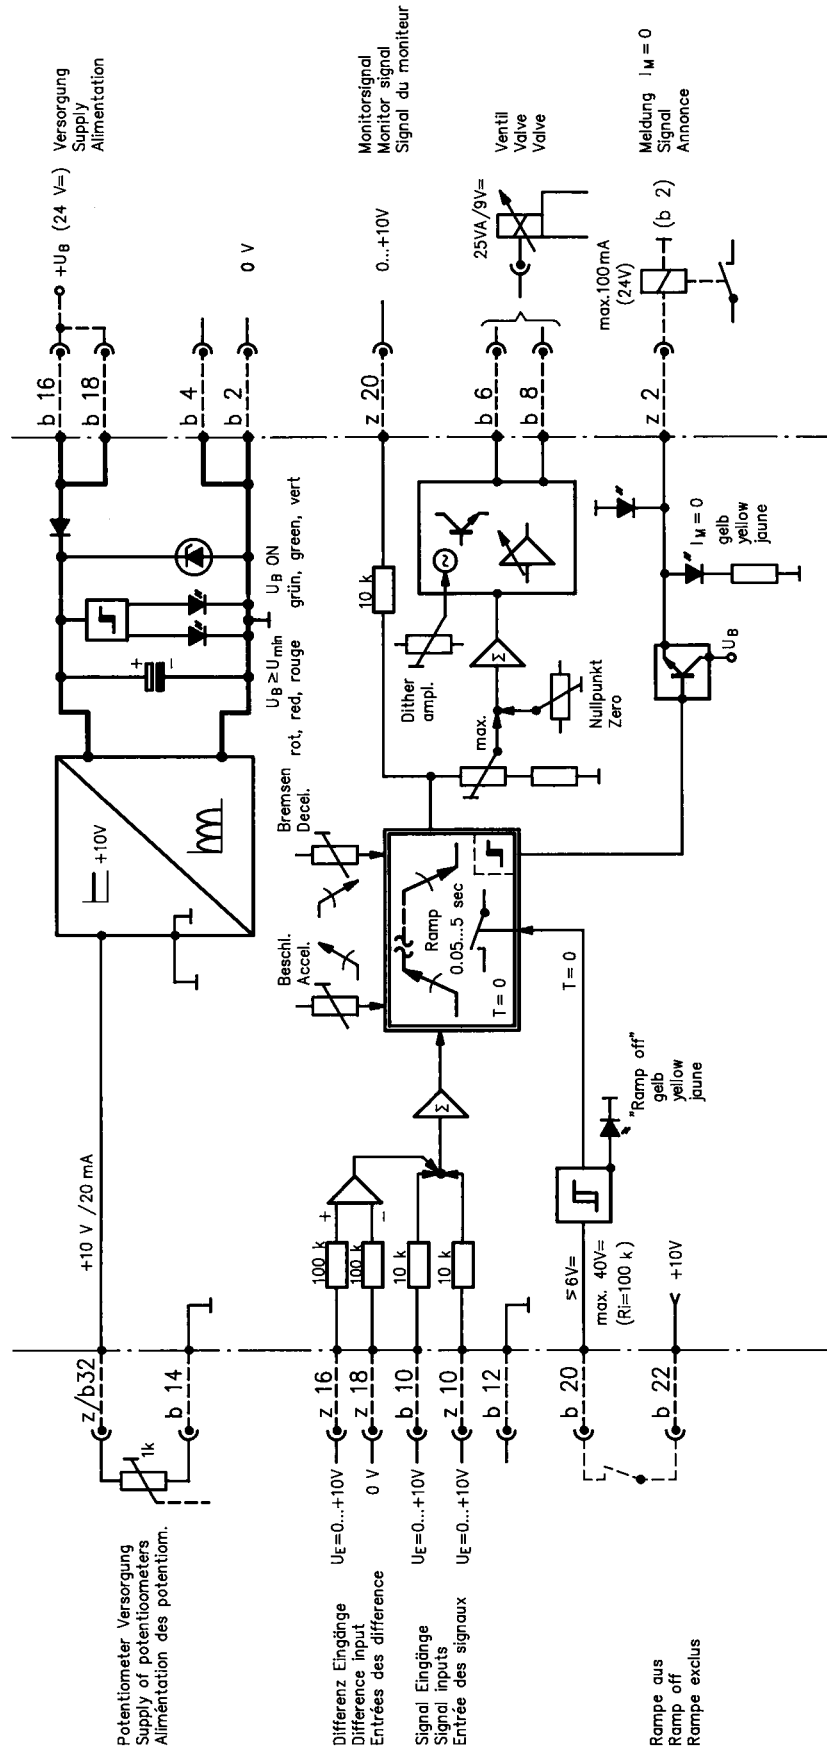 Potentiometer Versorgung
Supply of potentioometers
Alimèntation des potentiom.
1k
z/b32
b 14
+10 V / 20 mA
+10V
+
–
U_B ≥ U_min
rot, red, rouge
U_B ON
grün, green, vert
b 16
b 18
b 4
b 2
+U_B (24 V=)
0 V
Versorgung
Supply
Alimentation
Differenz Eingänge
Difference input
Entrées des difference
U_E=0...+10V
0 V
z 16
z 18
100 k
100 k
+
–
Signal Eingänge
Signal inputs
Entrée des signaux
U_E=0...+10V
U_E=0...+10V
b 10
z 10
b 12
10 k
10 k
Σ
Beschl.
Accel.
Bremsen
Decel.
Ramp
0.05...5 sec
T = 0
10 k
z 20
0...+10V
Monitorsignal
Monitor signal
Signal du moniteur
Dither
ampl.
max.
Σ
Nullpunkt
Zero
b 6
b 8
25VA/9V=
Ventil
Valve
Valve
Rampe aus
Ramp off
Rampe exclus
b 20
b 22
≥6V=
max. 40V=
(Ri=100 k)
+10V
"Ramp off"
gelb
yellow
jaune
T = 0
U_B
I_M = 0
gelb
yellow
jaune
z 2
max.100mA
(24V)
(b 2)
Meldung I_M = 0
Signal
Annonce